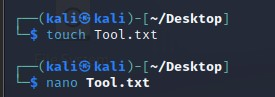 ┌──(kali㉿kali)-[~/Desktop]
└─$ touch Tool.txt
┌──(kali㉿kali)-[~/Desktop]
└─$ nano Tool.txt